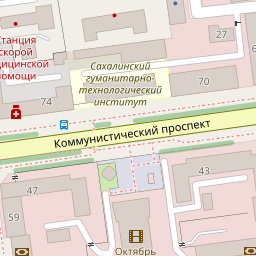 27
Станция
скорой
медицинской
помощи
Сахалинский
гуманитарно-
технологический
институт
70
74
Коммунистический проспект
43
47
59
Октябрь